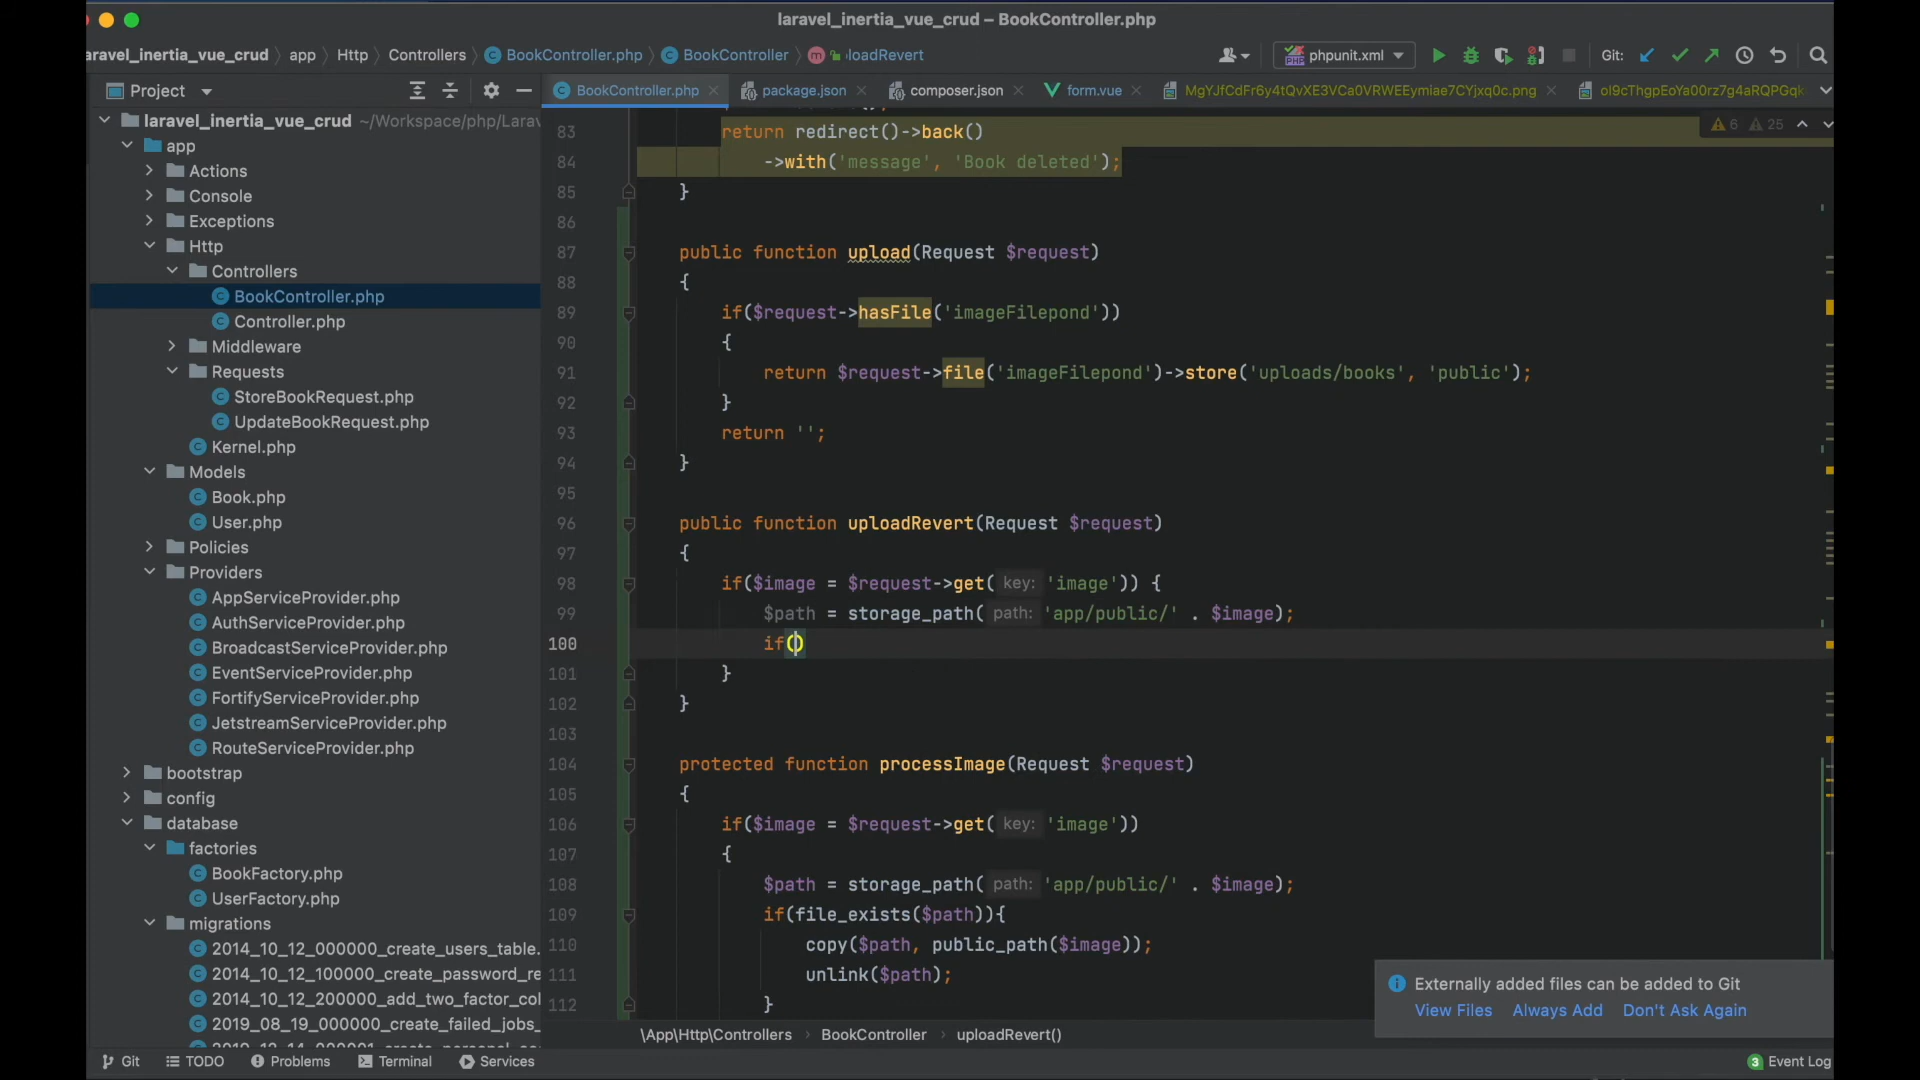 laravel_inertia_vue_crud – BookController.php
laravel_inertia_vue_crud app Http Controllers BookController.php BookController loadRevert
phpunit.xml Git:
Project
BookController.php package.json composer.json form.vue MgYJfCdFr6y4tQvXE3VCa0VRWEEymiae7CYjxq0c.png ol9cThgpEoYa00rz7g4aRQPGqk
laravel_inertia_vue_crud ~/Workspace/php/Larav
app
Actions
Console
Exceptions
Http
Controllers
BookController.php
Controller.php
Middleware
Requests
StoreBookRequest.php
UpdateBookRequest.php
Kernel.php
Models
Book.php
User.php
Policies
Providers
AppServiceProvider.php
AuthServiceProvider.php
BroadcastServiceProvider.php
EventServiceProvider.php
FortifyServiceProvider.php
JetstreamServiceProvider.php
RouteServiceProvider.php
bootstrap
config
database
factories
BookFactory.php
UserFactory.php
migrations
2014_10_12_000000_create_users_table.
2014_10_12_100000_create_password_re
2014_10_12_200000_add_two_factor_col
2019_08_19_000000_create_failed_jobs_
6 25
83 return redirect()->back()
84 ->with('message', 'Book deleted');
85 }
86
87 public function upload(Request $request)
88 {
89 if($request->hasFile('imageFilepond'))
90 {
91 return $request->file('imageFilepond')->store('uploads/books', 'public');
92 }
93 return '';
94 }
95
96 public function uploadRevert(Request $request)
97 {
98 if($image = $request->get( key: 'image')) {
99 $path = storage_path( path: 'app/public/' . $image);
100 if()
101 }
102 }
103
104 protected function processImage(Request $request)
105 {
106 if($image = $request->get( key: 'image'))
107 {
108 $path = storage_path( path: 'app/public/' . $image);
109 if(file_exists($path)){
110 copy($path, public_path($image));
111 unlink($path);
112 }
Externally added files can be added to Git
View Files Always Add Don't Ask Again
\App\Http\Controllers BookController uploadRevert()
Git TODO Problems Terminal Services 3 Event Log